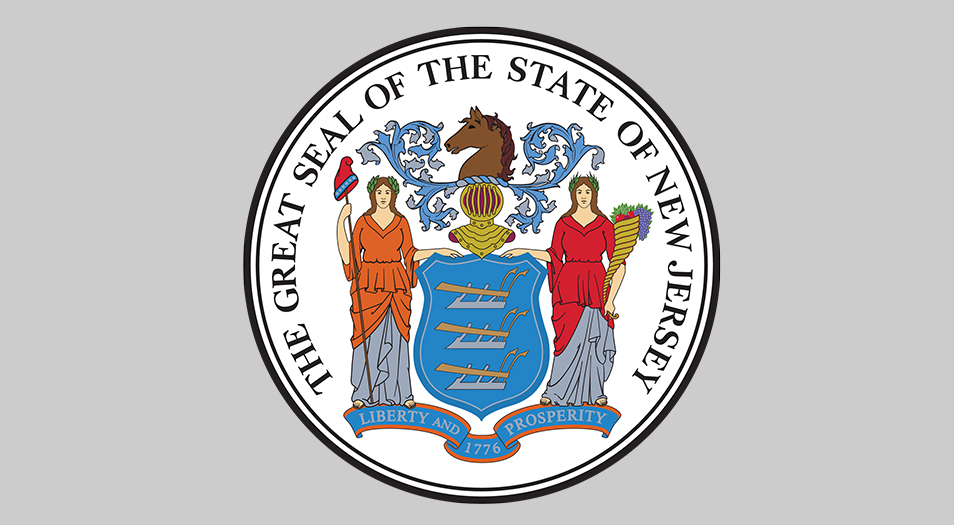 THE GREAT SEAL OF THE STATE OF NEW JERSEY
LIBERTY AND PROSPERITY
1776